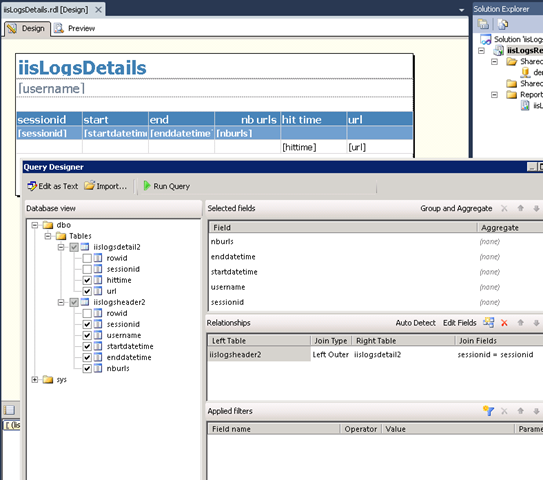 iisLogsDetails.rdl [Design]
Design
Preview
iisLogsDetails
[username]
sessionid start end nb urls hit time url
[sessionid] [startdatetime [enddatetime] [nburls]
[hittime] [url]
Solution Explorer
Solution 'iisLog
iisLogsRe
Shared
der
Shared
Report
iisL
Query Designer
Edit as Text Import... Run Query
Database view
dbo
Tables
iislogsdetail2
rowid
sessionid
hittime
url
iislogsheader2
rowid
sessionid
username
startdatetime
enddatetime
nburls
sys
Selected fields Group and Aggregate
Field Aggregate
nburls (none)
enddatetime (none)
startdatetime (none)
username (none)
sessionid (none)
Relationships Auto Detect Edit Fields
Left Table Join Type Right Table Join Fields
iislogsheader2 Left Outer iislogsdetail2 sessionid = sessionid
Applied filters
Field name Operator Value Parame